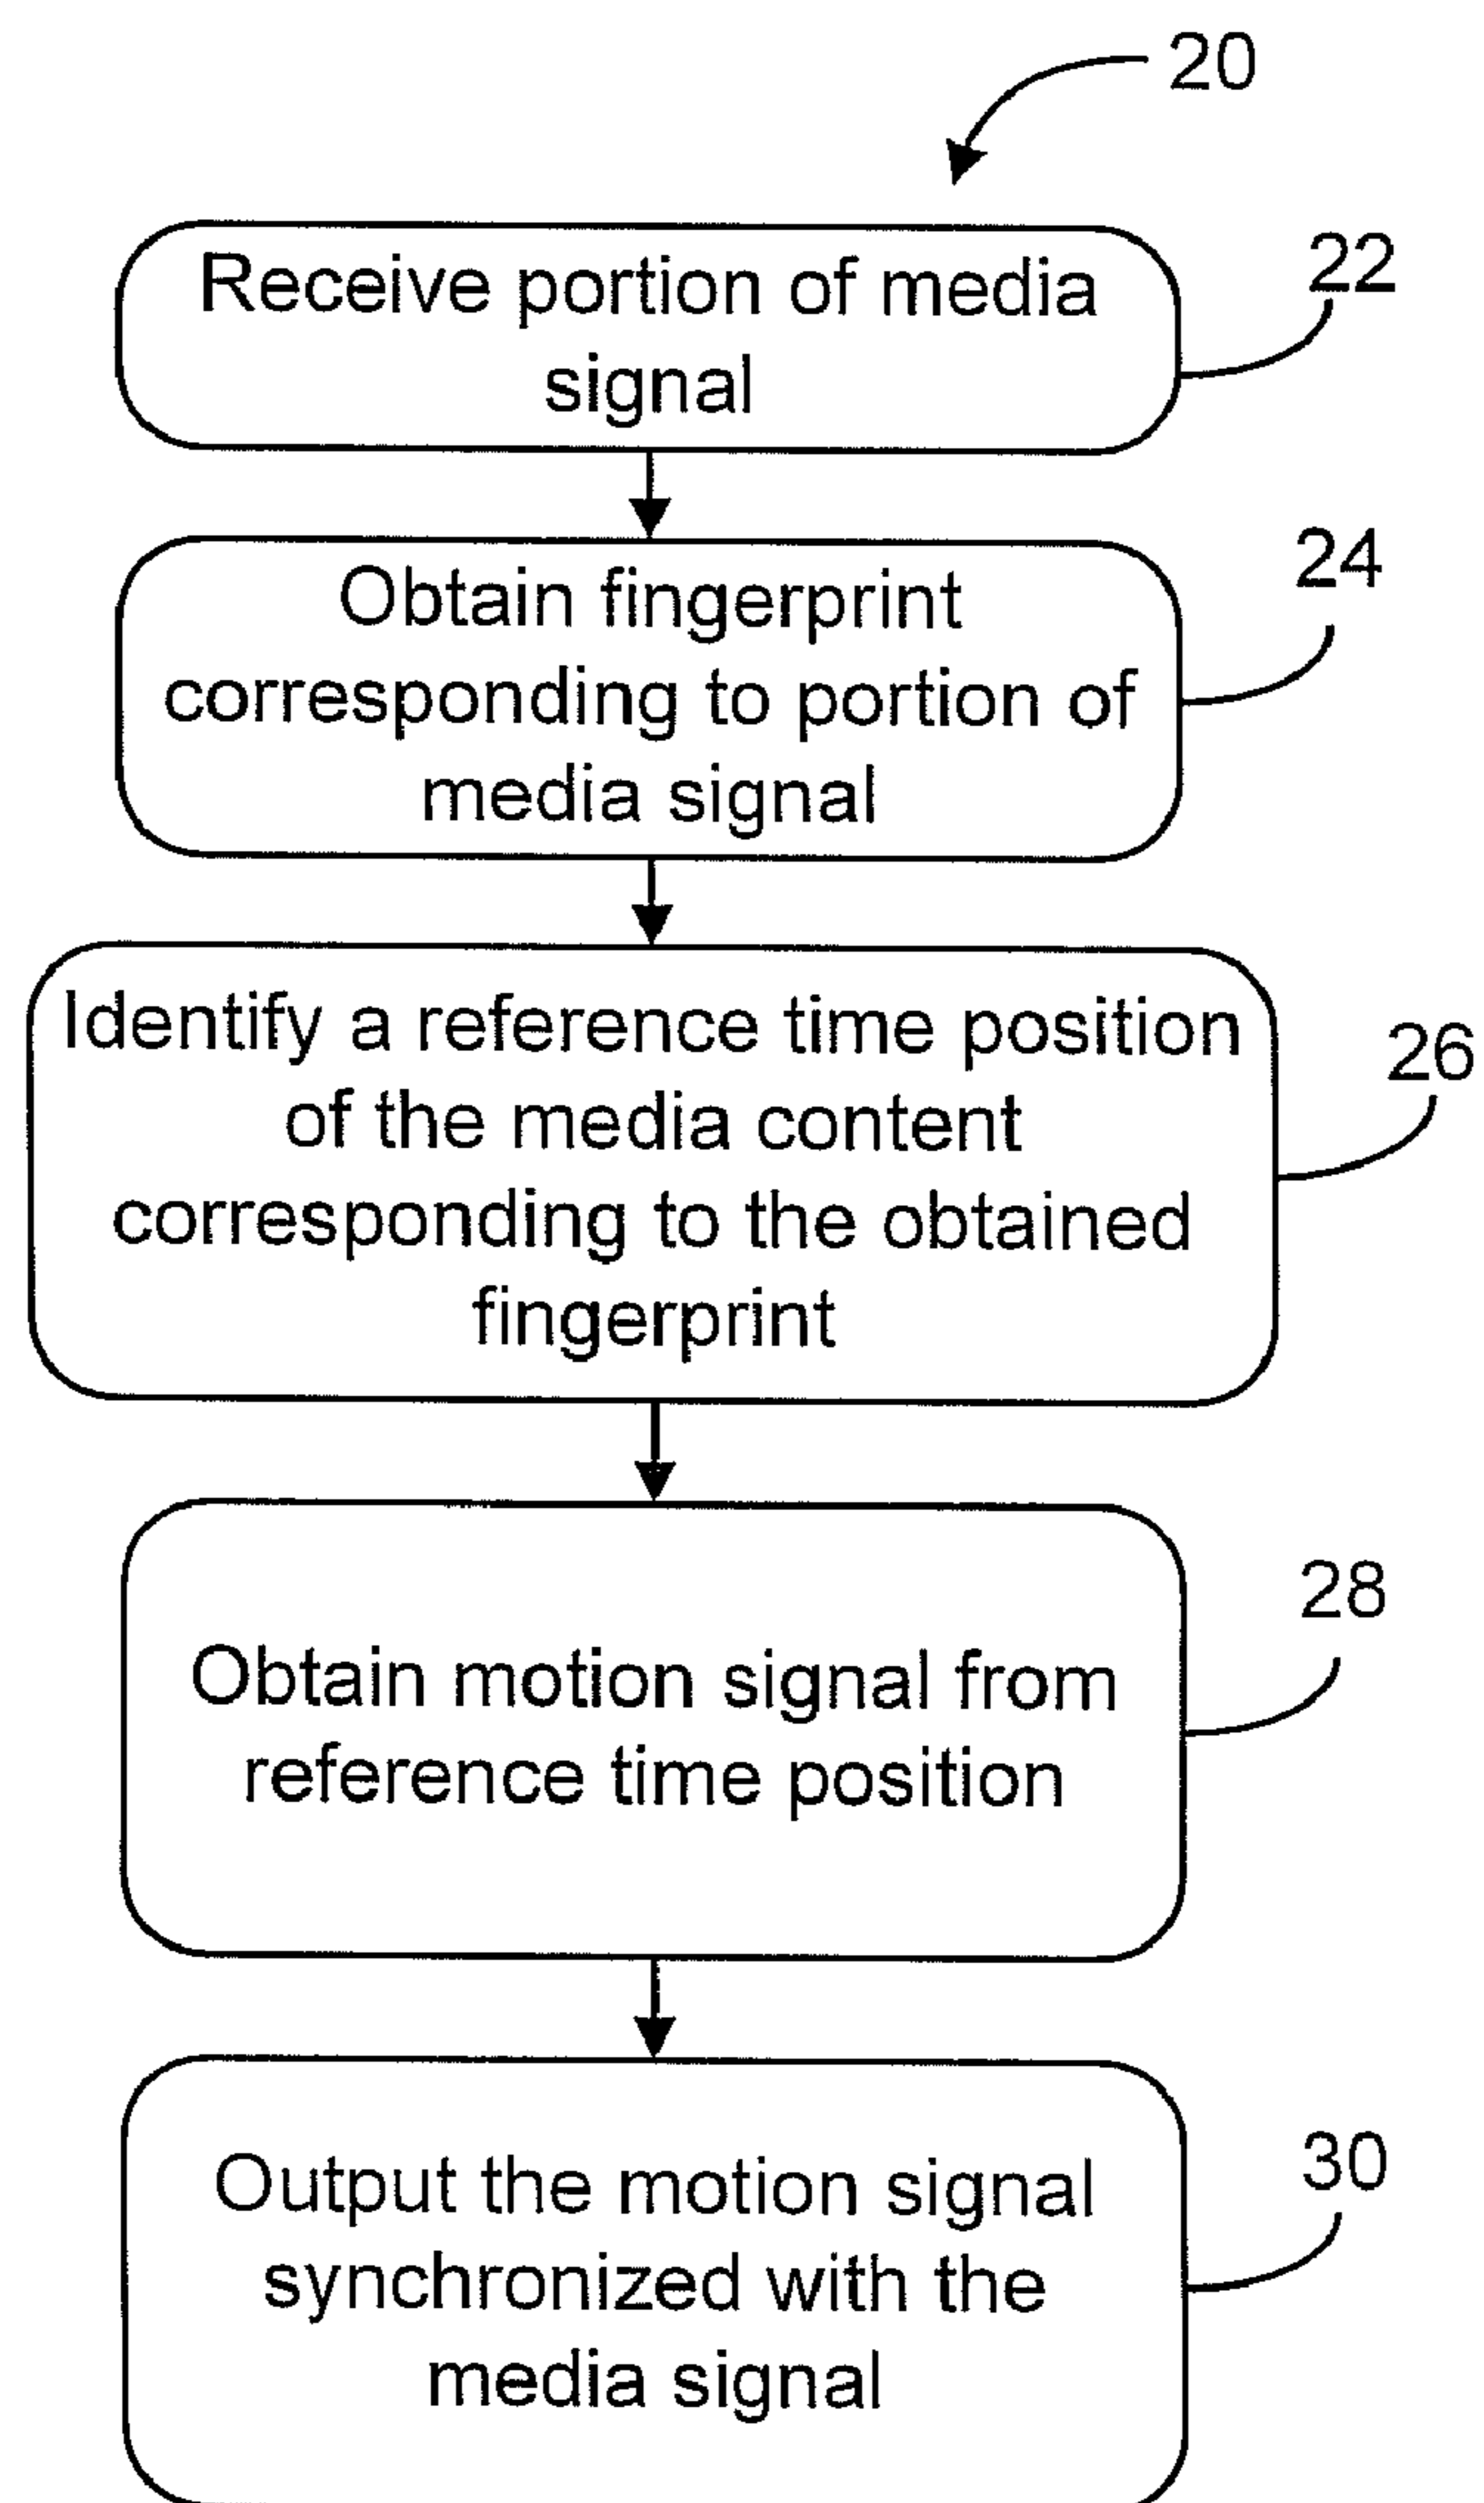 20
Receive portion of media
signal
22
Obtain fingerprint
corresponding to portion of
media signal
24
Identify a reference time position
of the media content
corresponding to the obtained
fingerprint
26
Obtain motion signal from
reference time position
28
Output the motion signal
synchronized with the
media signal
30